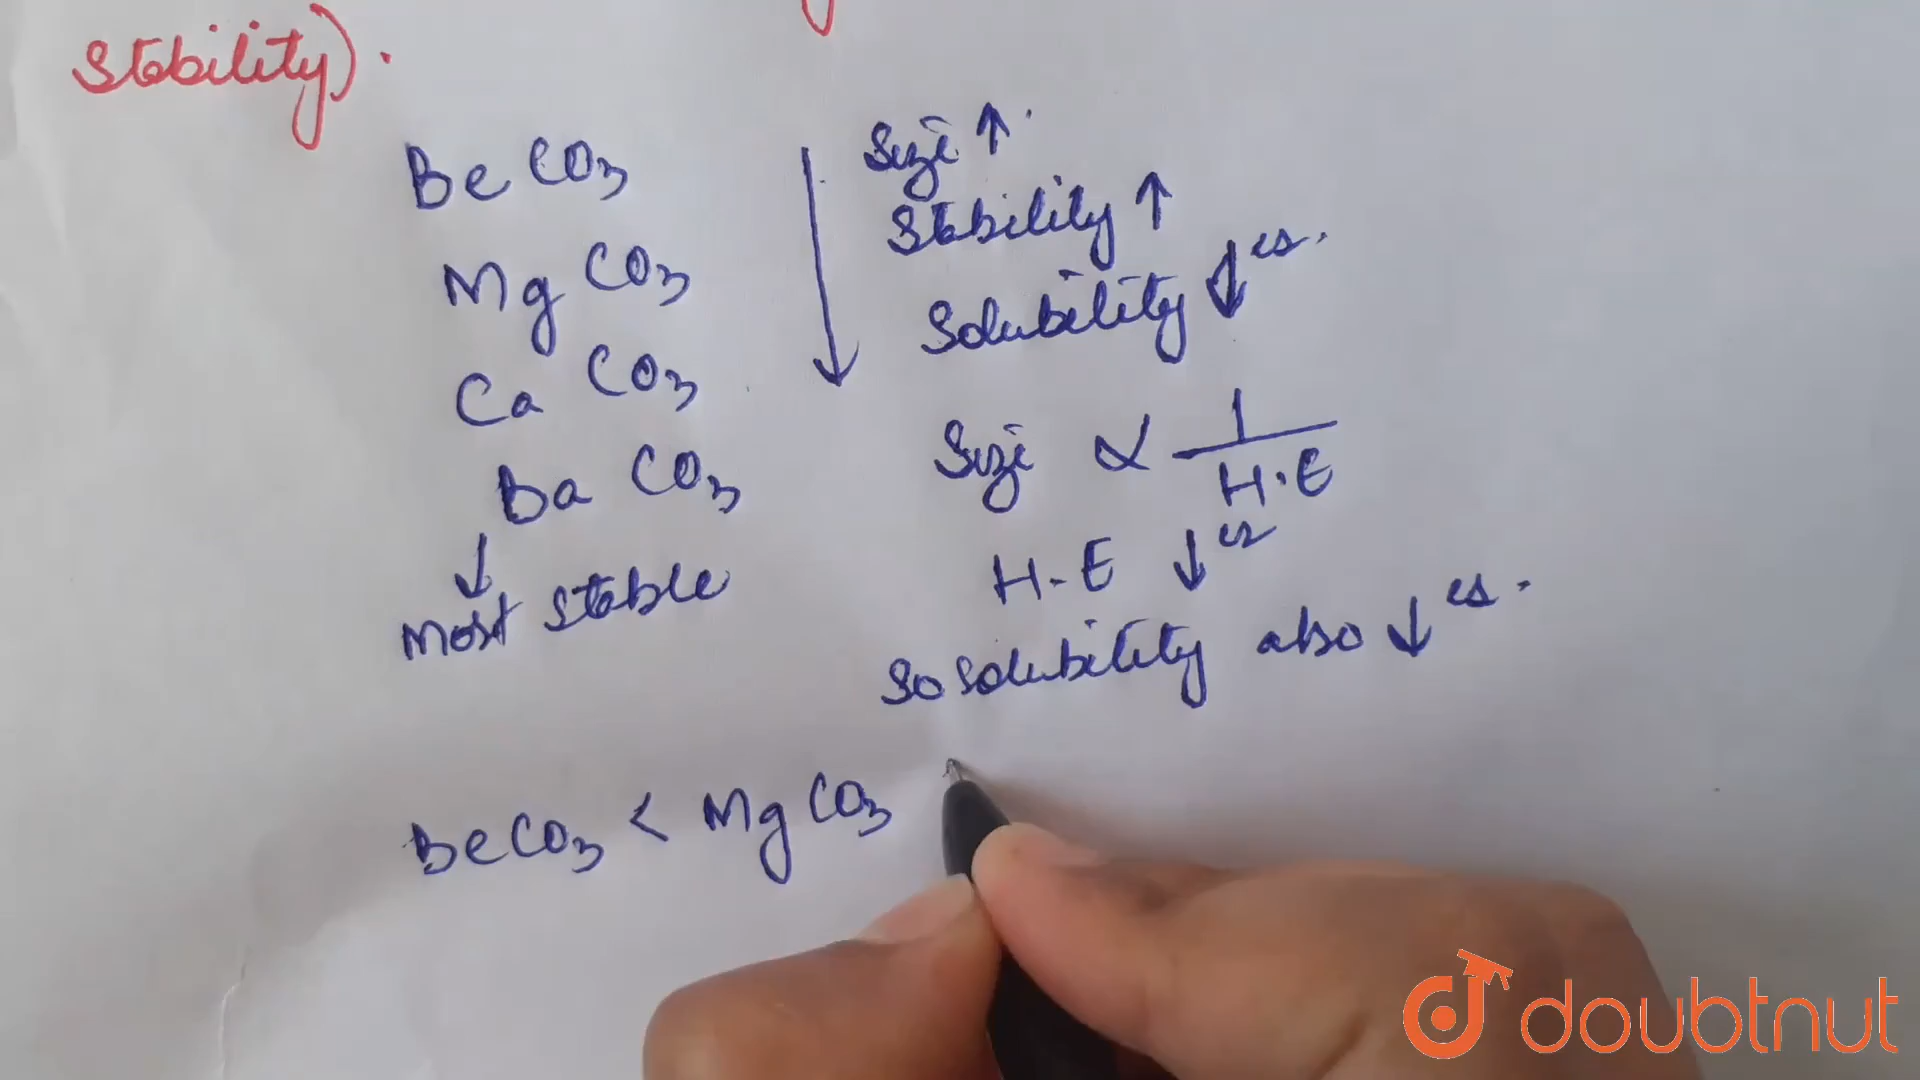 Stability).
BeCO3
MgCO3
CaCO3
BaCO3
↓
Most stable
Size ↑.
Stability ↑
Solubility ↓es.
Size ∝ 1/H.E
H.E ↓es
So solubility also ↓es.
BeCO3 < MgCO3
doubtnut